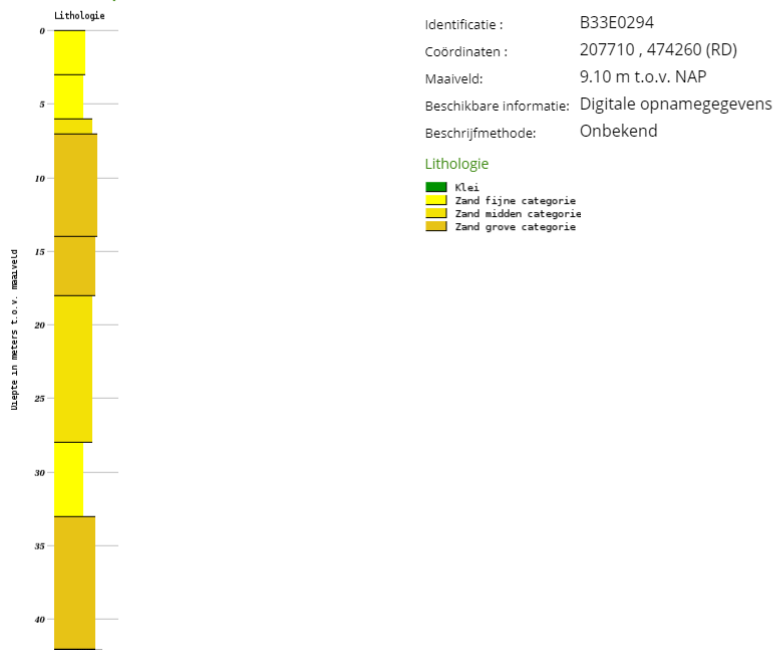 Lithologie
0
5
10
15
20
25
30
35
40
Diepte in meters t.o.v. maaiveld
Identificatie : B33E0294
Coördinaten : 207710 , 474260 (RD)
Maaiveld: 9.10 m t.o.v. NAP
Beschikbare informatie: Digitale opnamegegevens
Beschrijfmethode: Onbekend
Lithologie
Klei
Zand fijne categorie
Zand midden categorie
Zand grove categorie